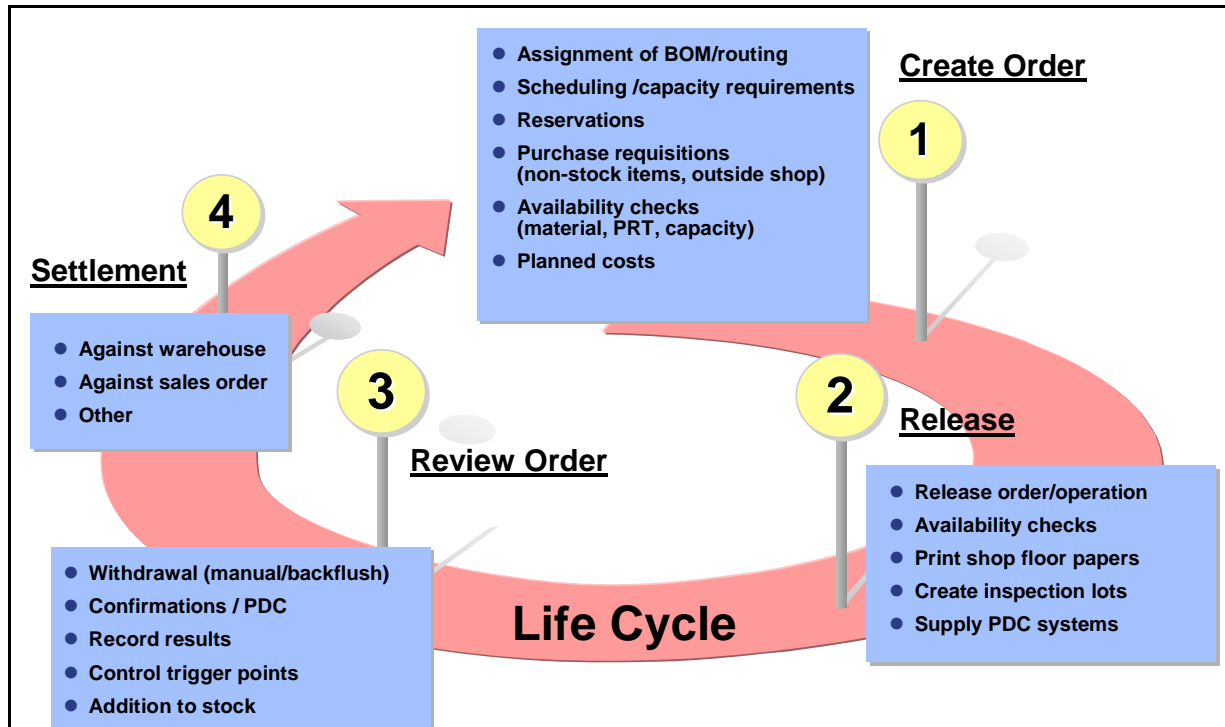 1
Create Order
Assignment of BOM/routing
Scheduling /capacity requirements
Reservations
Purchase requisitions
(non-stock items, outside shop)
Availability checks
(material, PRT, capacity)
Planned costs
2
Release
Release order/operation
Availability checks
Print shop floor papers
Create inspection lots
Supply PDC systems
3
Review Order
Withdrawal (manual/backflush)
Confirmations / PDC
Record results
Control trigger points
Addition to stock
4
Settlement
Against warehouse
Against sales order
Other
Life Cycle